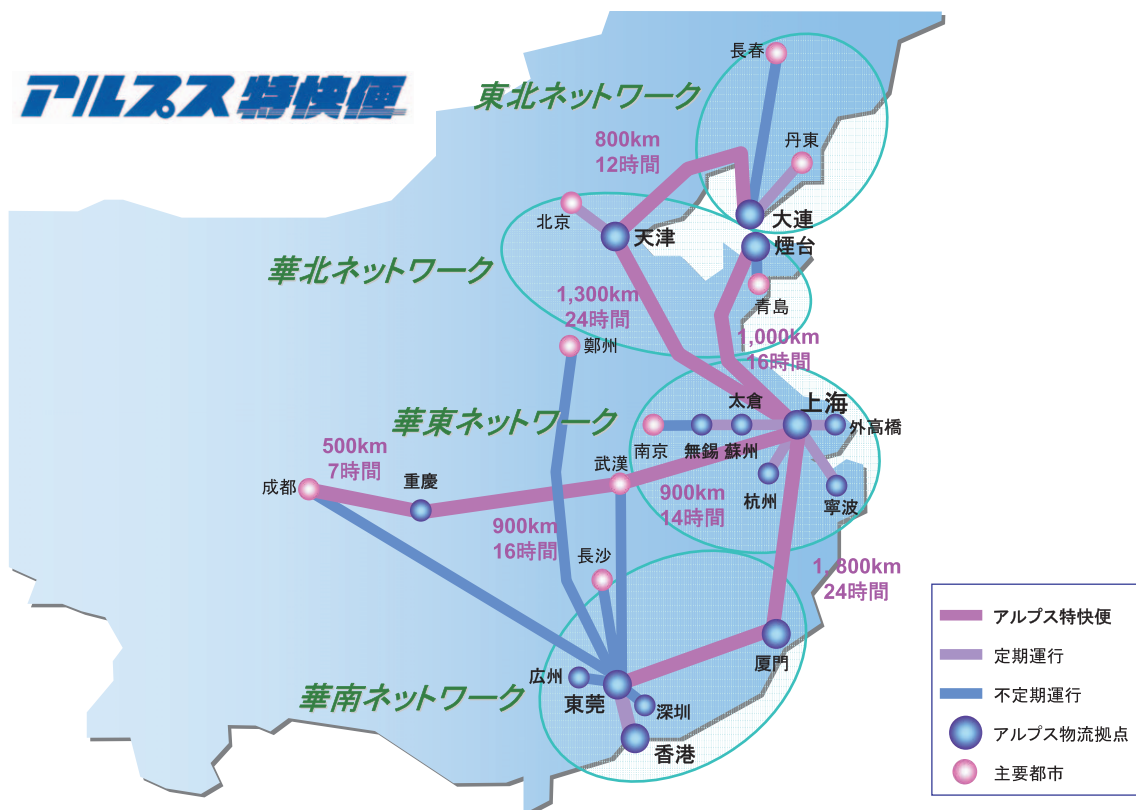 アルプス特快便
東北ネットワーク
長春
丹東
大連
800km
12時間
北京
天津
煙台
青島
華北ネットワーク
1,300km
24時間
1,000km
16時間
鄭州
華東ネットワーク
太倉
上海
外高橋
南京
無錫
蘇州
杭州
寧波
500km
7時間
成都
重慶
武漢
900km
14時間
900km
16時間
長沙
1,800km
24時間
厦門
華南ネットワーク
広州
東莞
深圳
香港
アルプス特快便
定期運行
不定期運行
アルプス物流拠点
主要都市